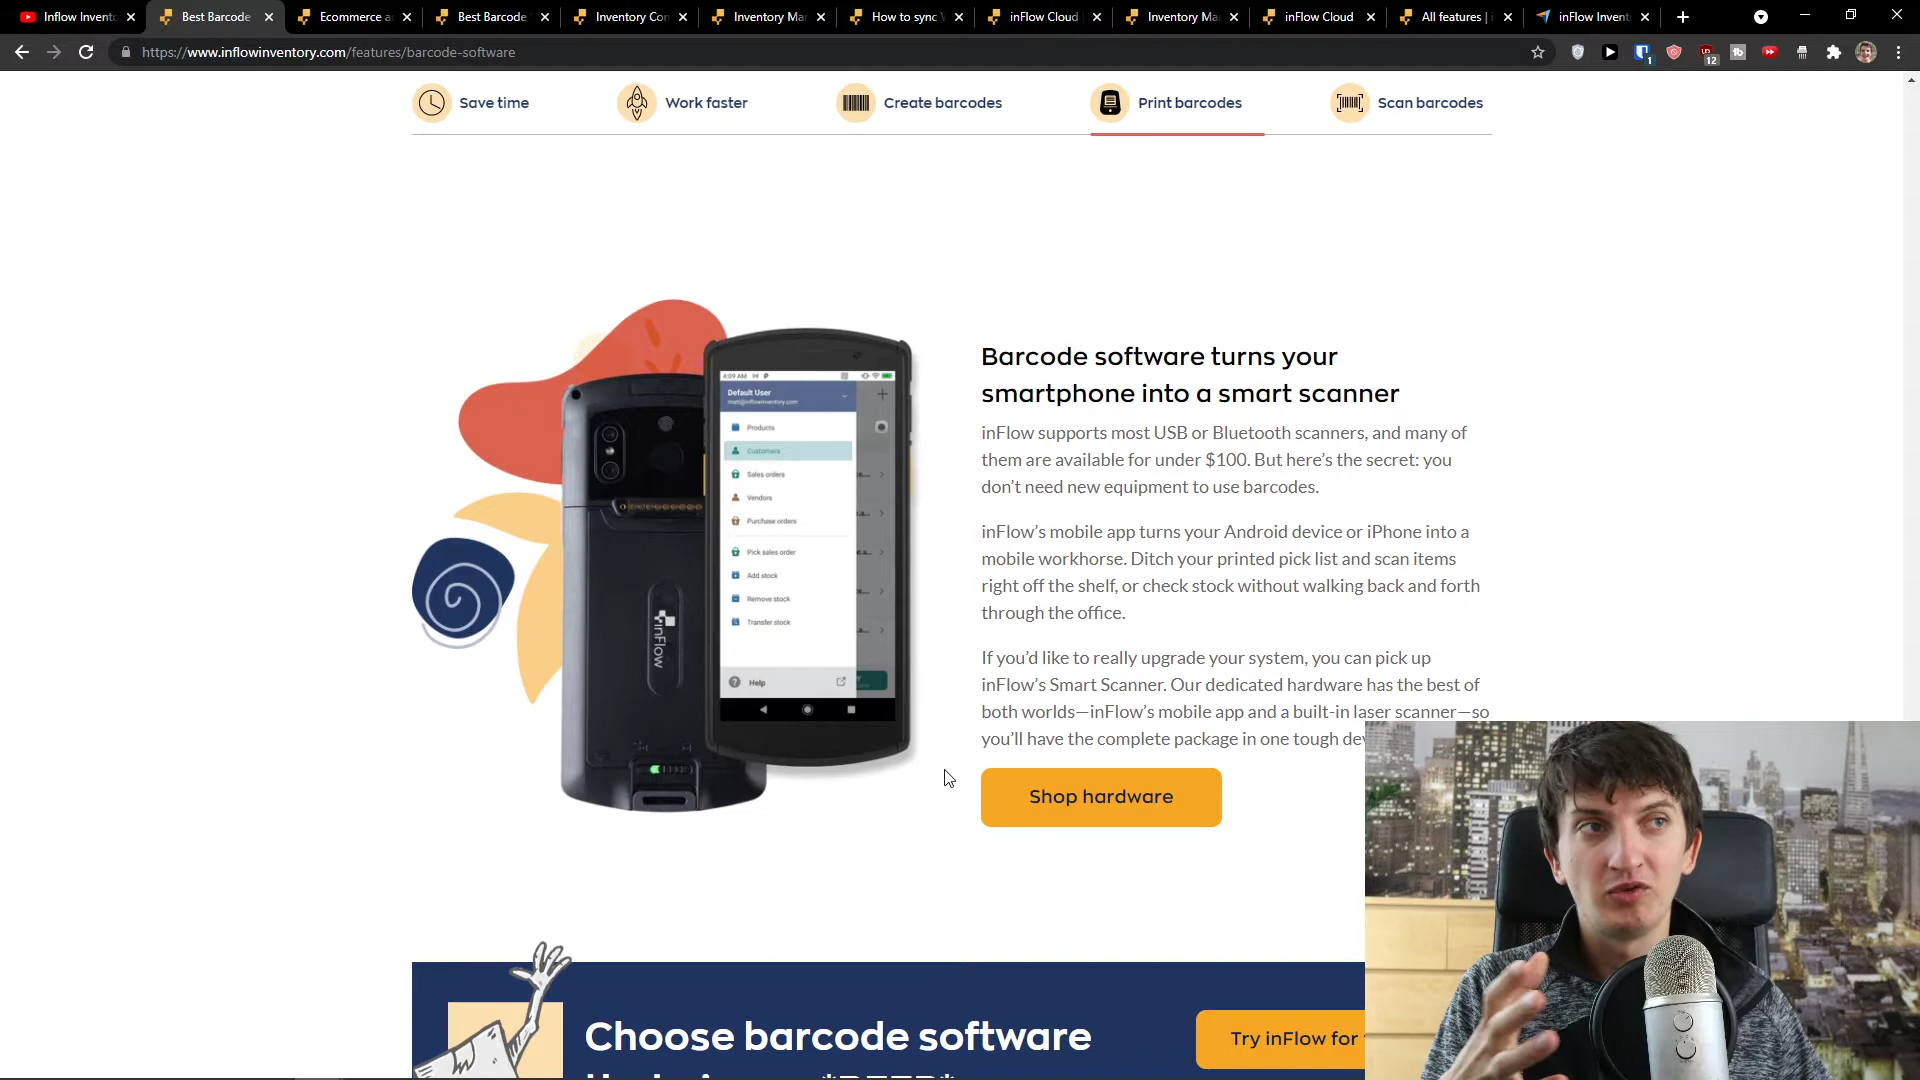 Inflow Invent
Best Barcode
Ecommerce a
Best Barcode
Inventory Con
Inventory Ma
How to sync
inFlow Cloud
Inventory Ma
inFlow Cloud
All features |
inFlow Invent
https://www.inflowinventory.com/features/barcode-software
1
12
Save time
Work faster
Create barcodes
Print barcodes
Scan barcodes
4:09 AM
Default User
matt@inflowinventory.com
Products
Customers
Sales orders
Vendors
Purchase orders
Pick sales order
Add stock
Remove stock
Transfer stock
Help
inFlow
Barcode software turns your
smartphone into a smart scanner
inFlow supports most USB or Bluetooth scanners, and many of
them are available for under $100. But here’s the secret: you
don’t need new equipment to use barcodes.
inFlow’s mobile app turns your Android device or iPhone into a
mobile workhorse. Ditch your printed pick list and scan items
right off the shelf, or check stock without walking back and forth
through the office.
If you’d like to really upgrade your system, you can pick up
inFlow’s Smart Scanner. Our dedicated hardware has the best of
both worlds—inFlow’s mobile app and a built-in laser scanner—so
you’ll have the complete package in one tough dev
Shop hardware
Choose barcode software
Try inFlow for